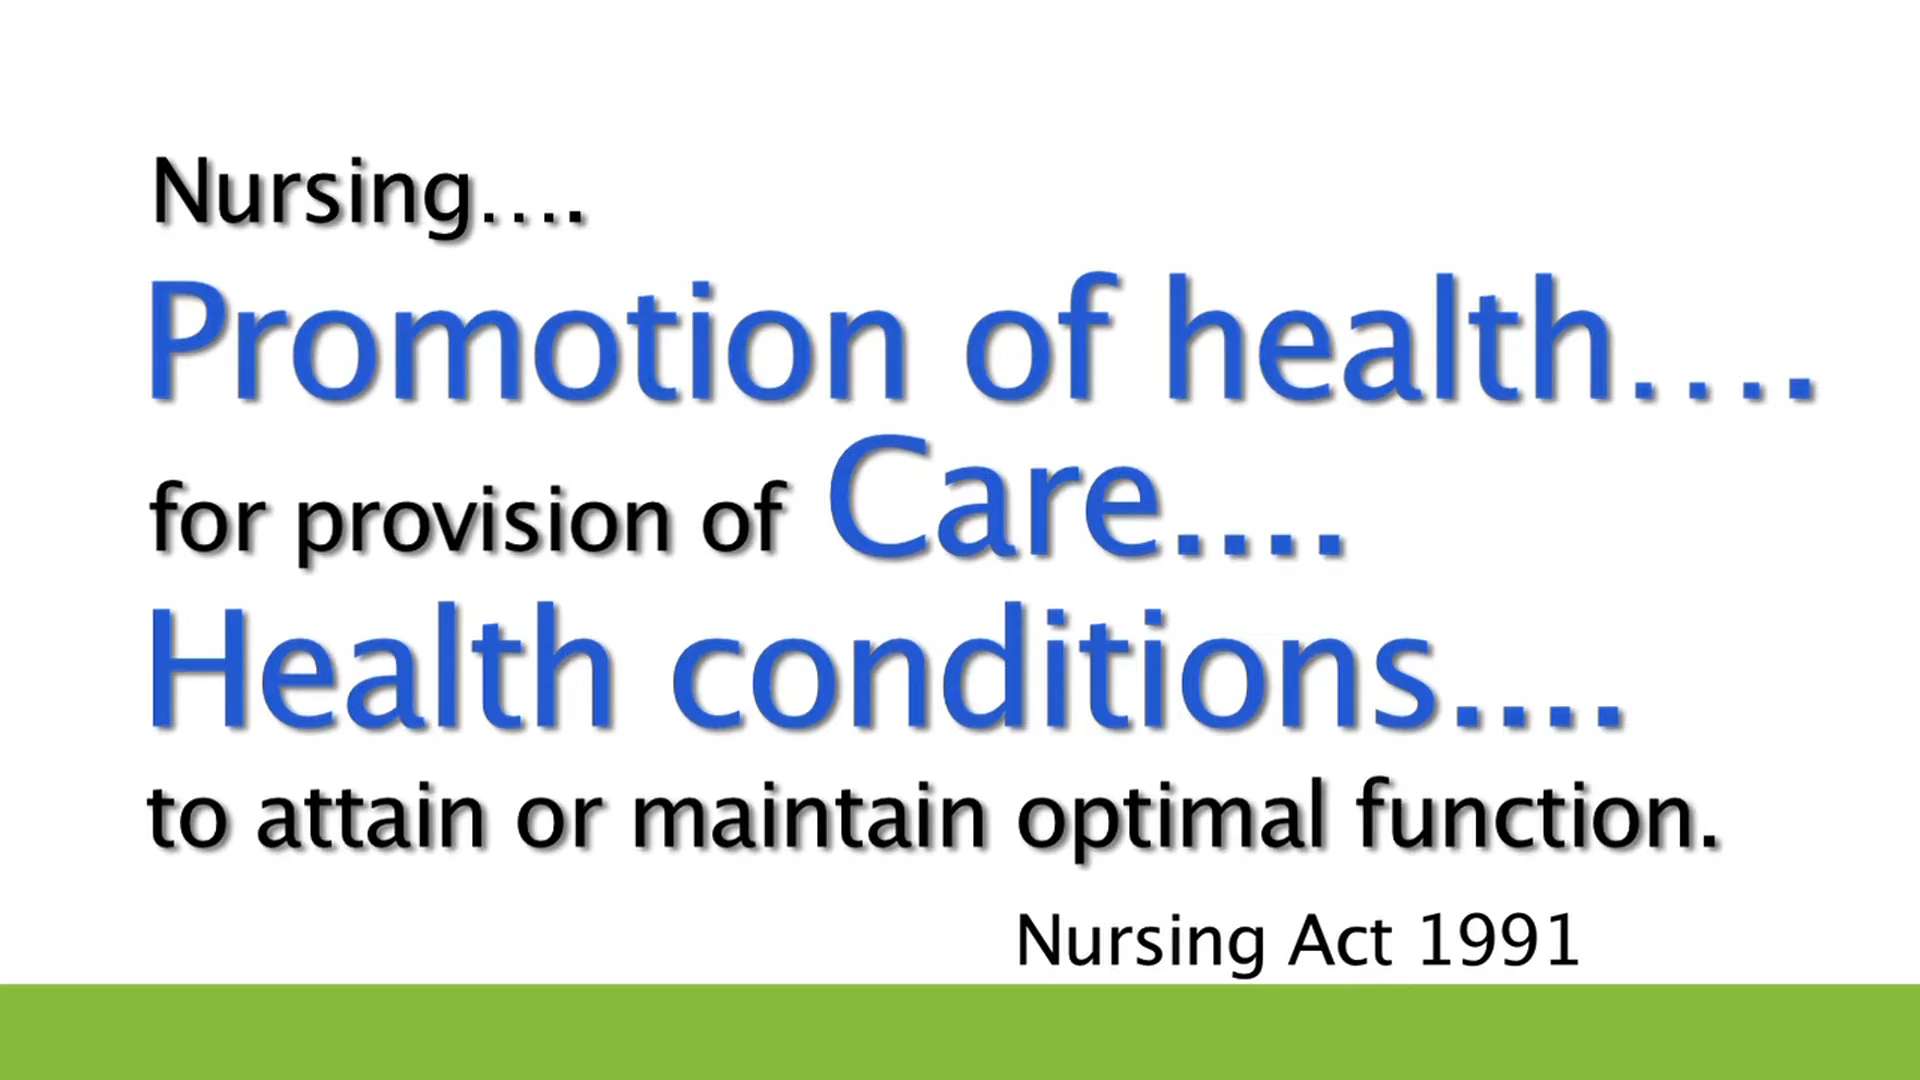 Nursing….
Promotion of health….
for provision of Care....
Health conditions....
to attain or maintain optimal function.
Nursing Act 1991